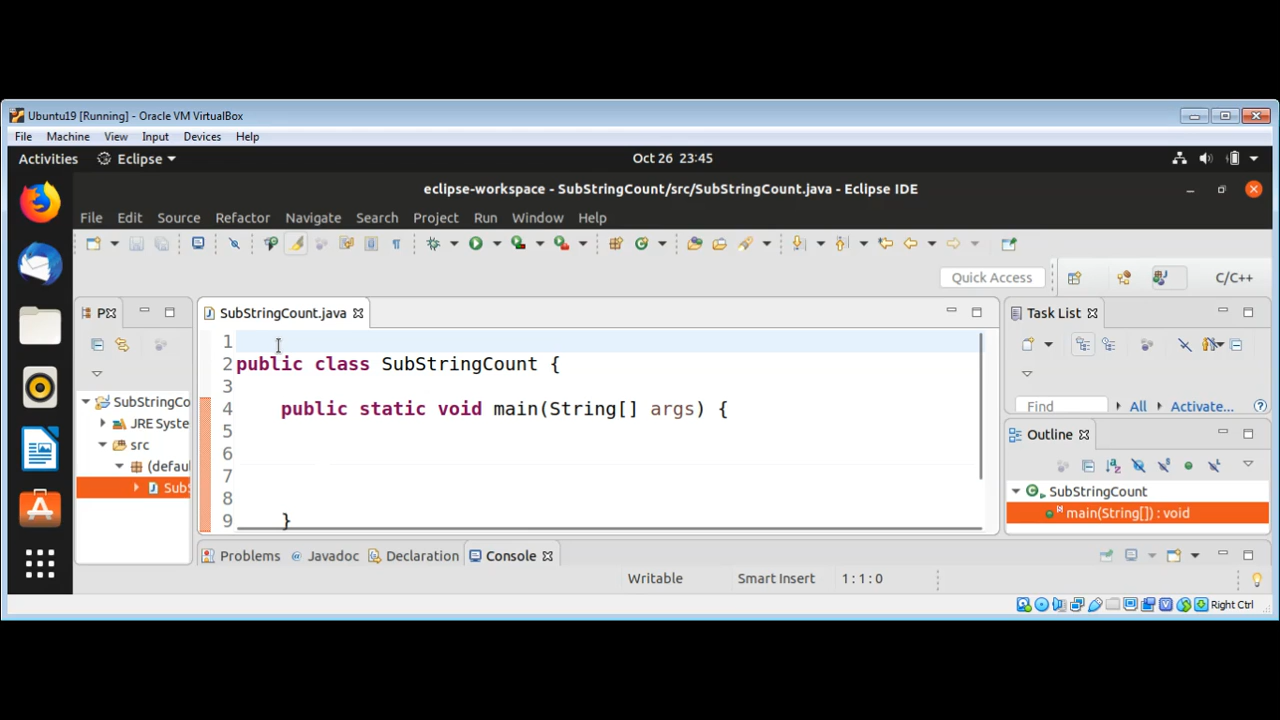 Ubuntu19 [Running] - Oracle VM VirtualBox
File Machine View Input Devices Help
Activities Eclipse Oct 26 23:45
eclipse-workspace - SubStringCount/src/SubStringCount.java - Eclipse IDE
File Edit Source Refactor Navigate Search Project Run Window Help
Quick Access C/C++
P SubStringCount.java Task List
1
2 public class SubStringCount {
3
4 public static void main(String[] args) {
5
6
7
8
9 }
SubStringCo
JRE Syste
src
(defau
SubS
Find All Activate...
Outline
SubStringCount
main(String[]) : void
Problems @ Javadoc Declaration Console
Writable Smart Insert 1:1:0
Right Ctrl